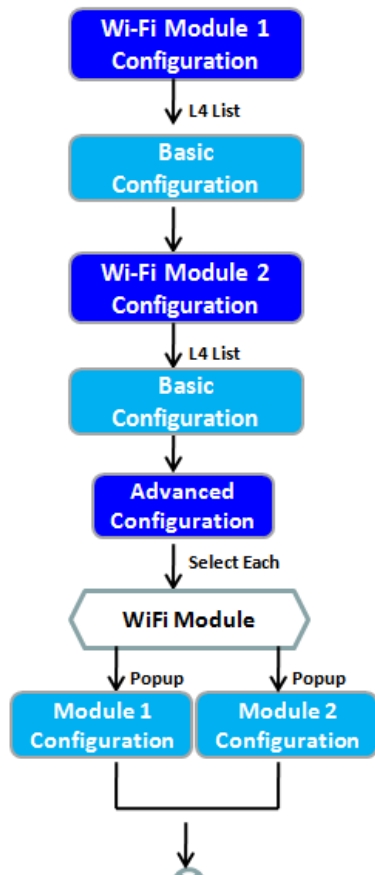 Wi-Fi Module 1
Configuration
L4 List
Basic
Configuration
Wi-Fi Module 2
Configuration
L4 List
Basic
Configuration
Advanced
Configuration
Select Each
WiFi Module
Popup
Popup
Module 1
Configuration
Module 2
Configuration